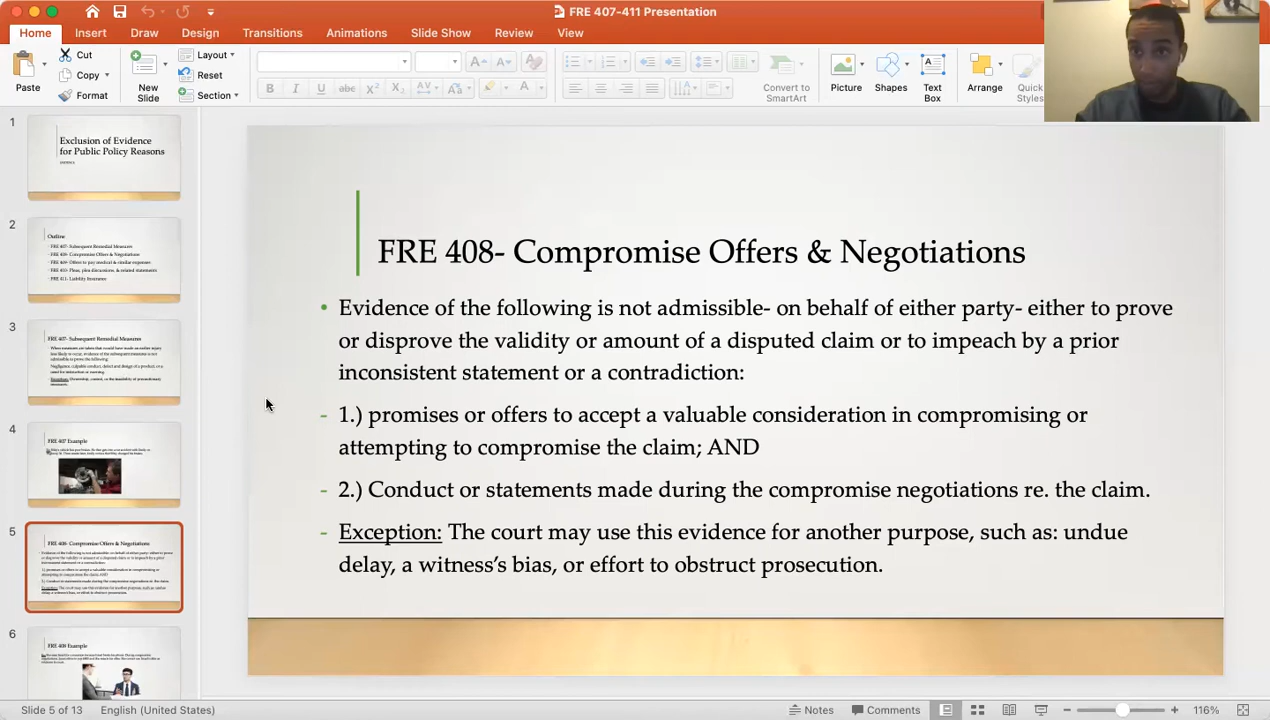 FRE 407-411 Presentation
Home Insert Draw Design Transitions Animations Slide Show Review View
Paste
Cut
Copy
Format
New Slide
Layout
Reset
Section
Convert to SmartArt
Picture
Shapes
Text Box
Arrange
Quick Styles
1
Exclusion of Evidence
for Public Policy Reasons
2
Outline
FRE 407- Subsequent Remedial Measures
FRE 408- Compromise Offers & Negotiations
FRE 409- Offers to pay medical & similar expenses
FRE 410- Pleas, plea discussions, & related statements
FRE 411- Liability Insurance
3
FRE 407- Subsequent Remedial Measures
4
FRE 407 Example
5
FRE 408- Compromise Offers & Negotiations
6
FRE 408 Example
FRE 408- Compromise Offers & Negotiations
• Evidence of the following is not admissible- on behalf of either party- either to prove
or disprove the validity or amount of a disputed claim or to impeach by a prior
inconsistent statement or a contradiction:
- 1.) promises or offers to accept a valuable consideration in compromising or
attempting to compromise the claim; AND
- 2.) Conduct or statements made during the compromise negotiations re. the claim.
- Exception: The court may use this evidence for another purpose, such as: undue
delay, a witness's bias, or effort to obstruct prosecution.
Slide 5 of 13 English (United States) Notes Comments 116%